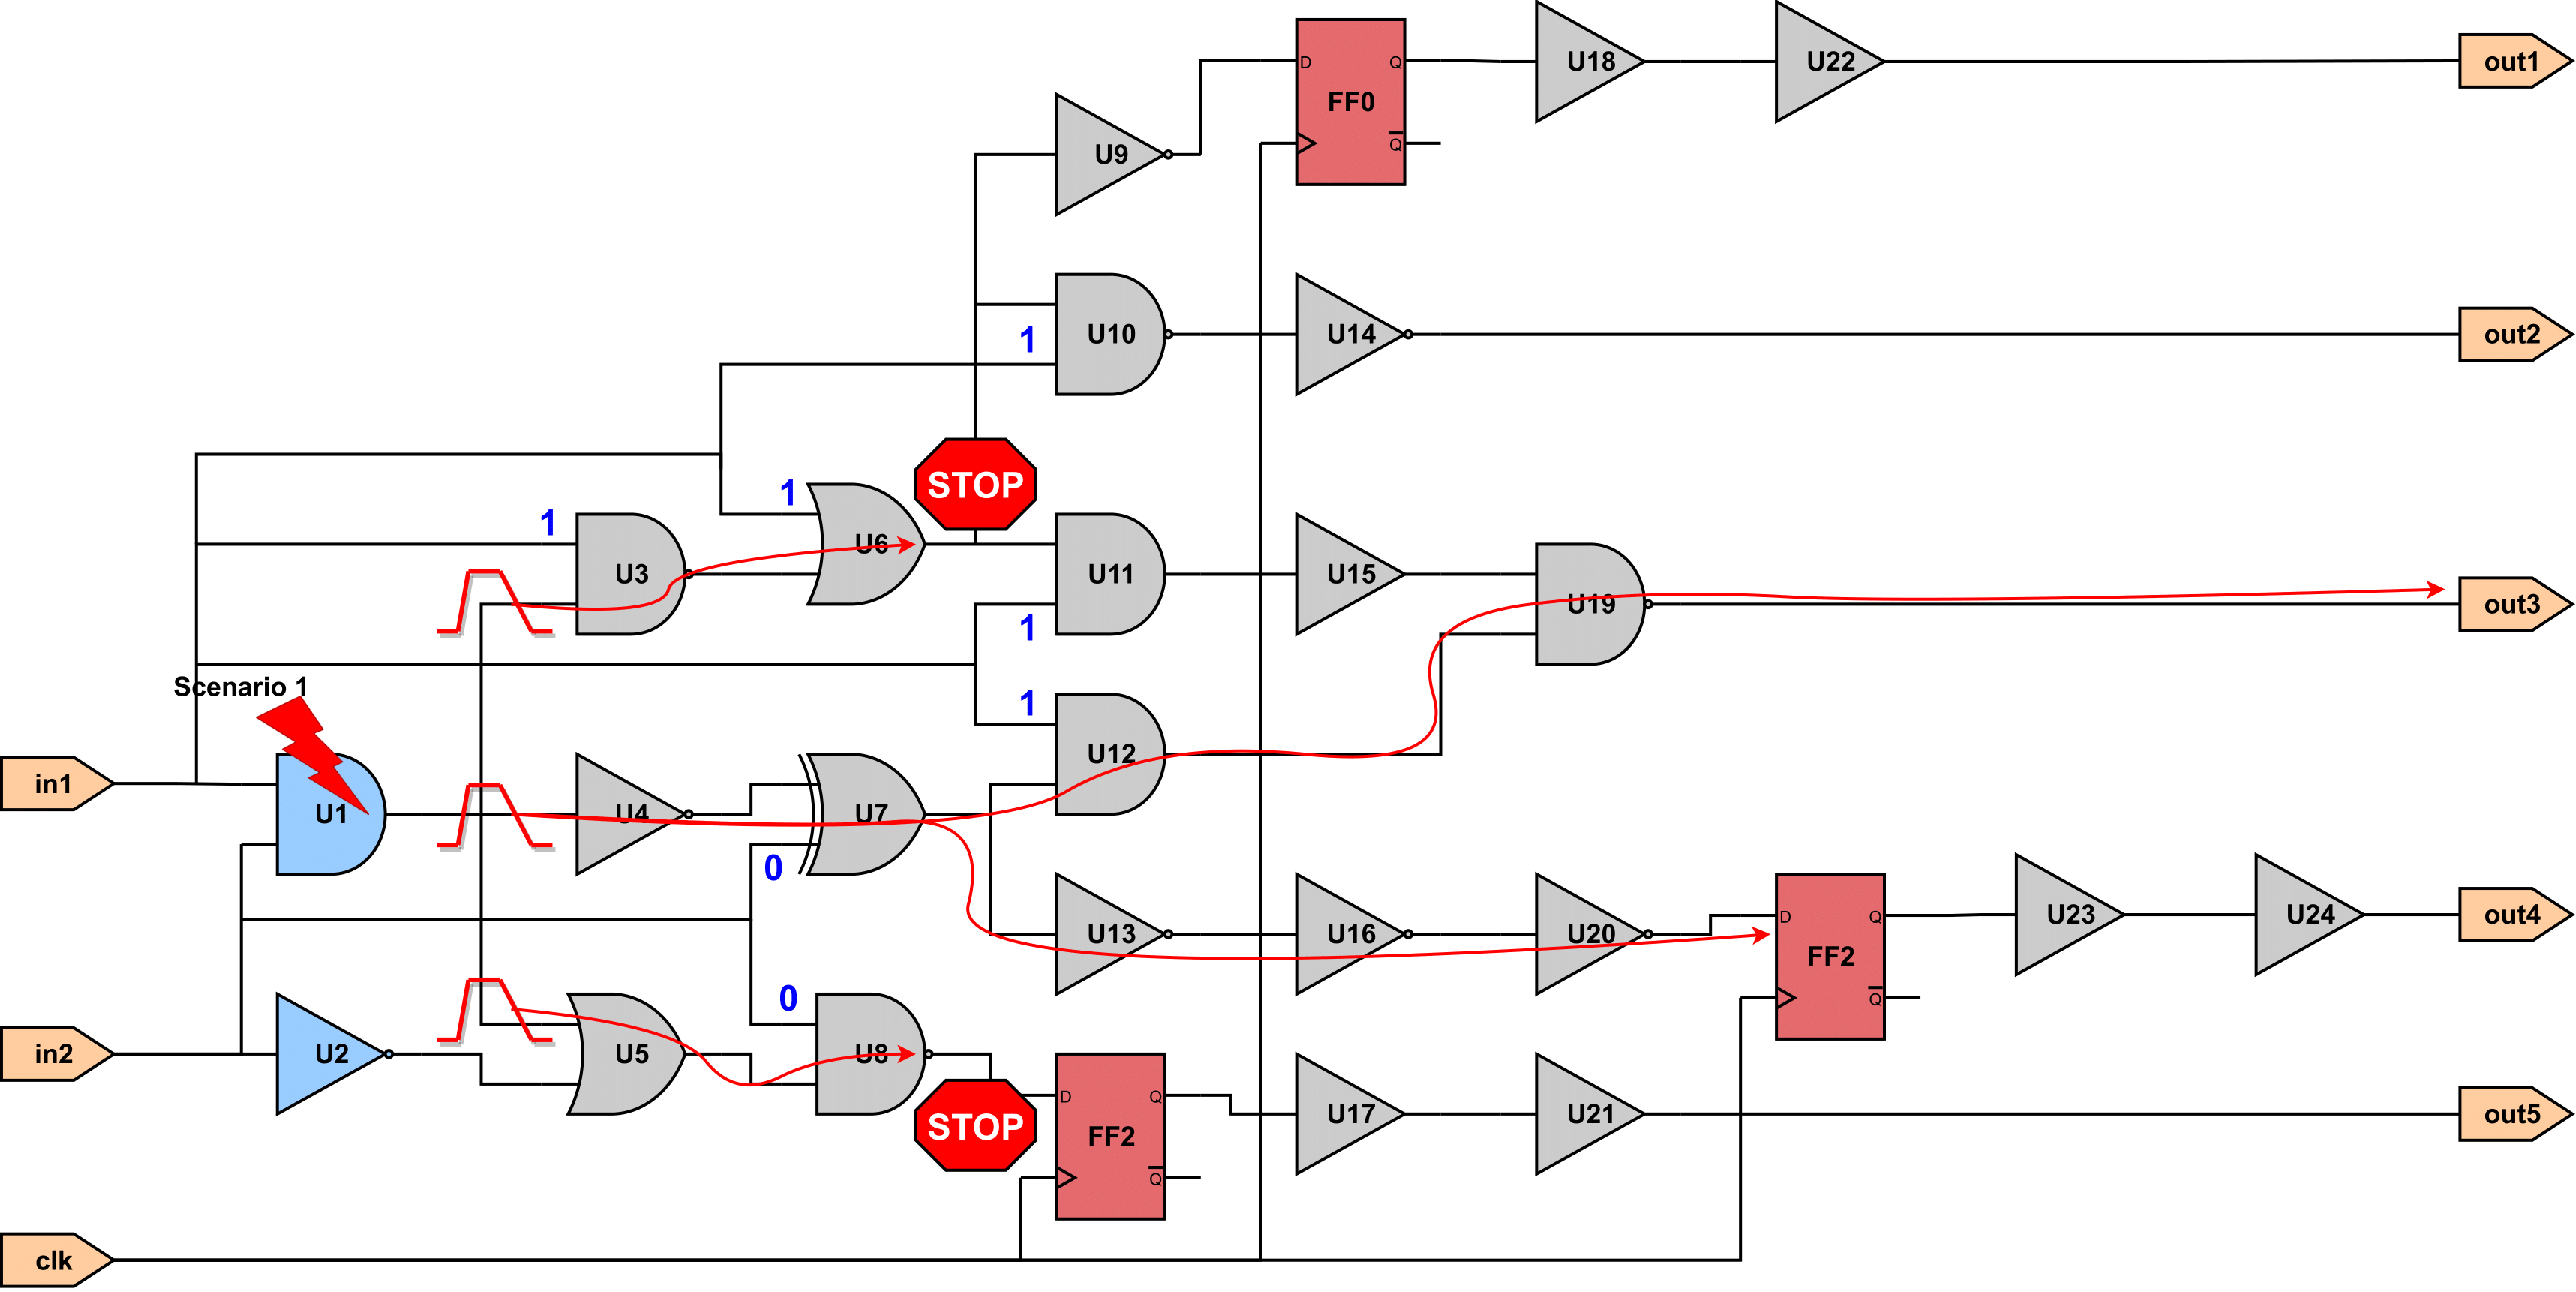 D
Q
U18
U22
out1
FF0
Q
U9
U10
1
U14
out2
STOP
1
1
U6
U3
U11
U15
U19
out3
1
Scenario 1
1
U12
in1
U1
U4
U7
0
D
Q
U23
U24
out4
U13
U16
U20
FF2
Q
0
in2
U2
U5
U8
D
Q
U17
U21
out5
STOP
FF2
Q
clk